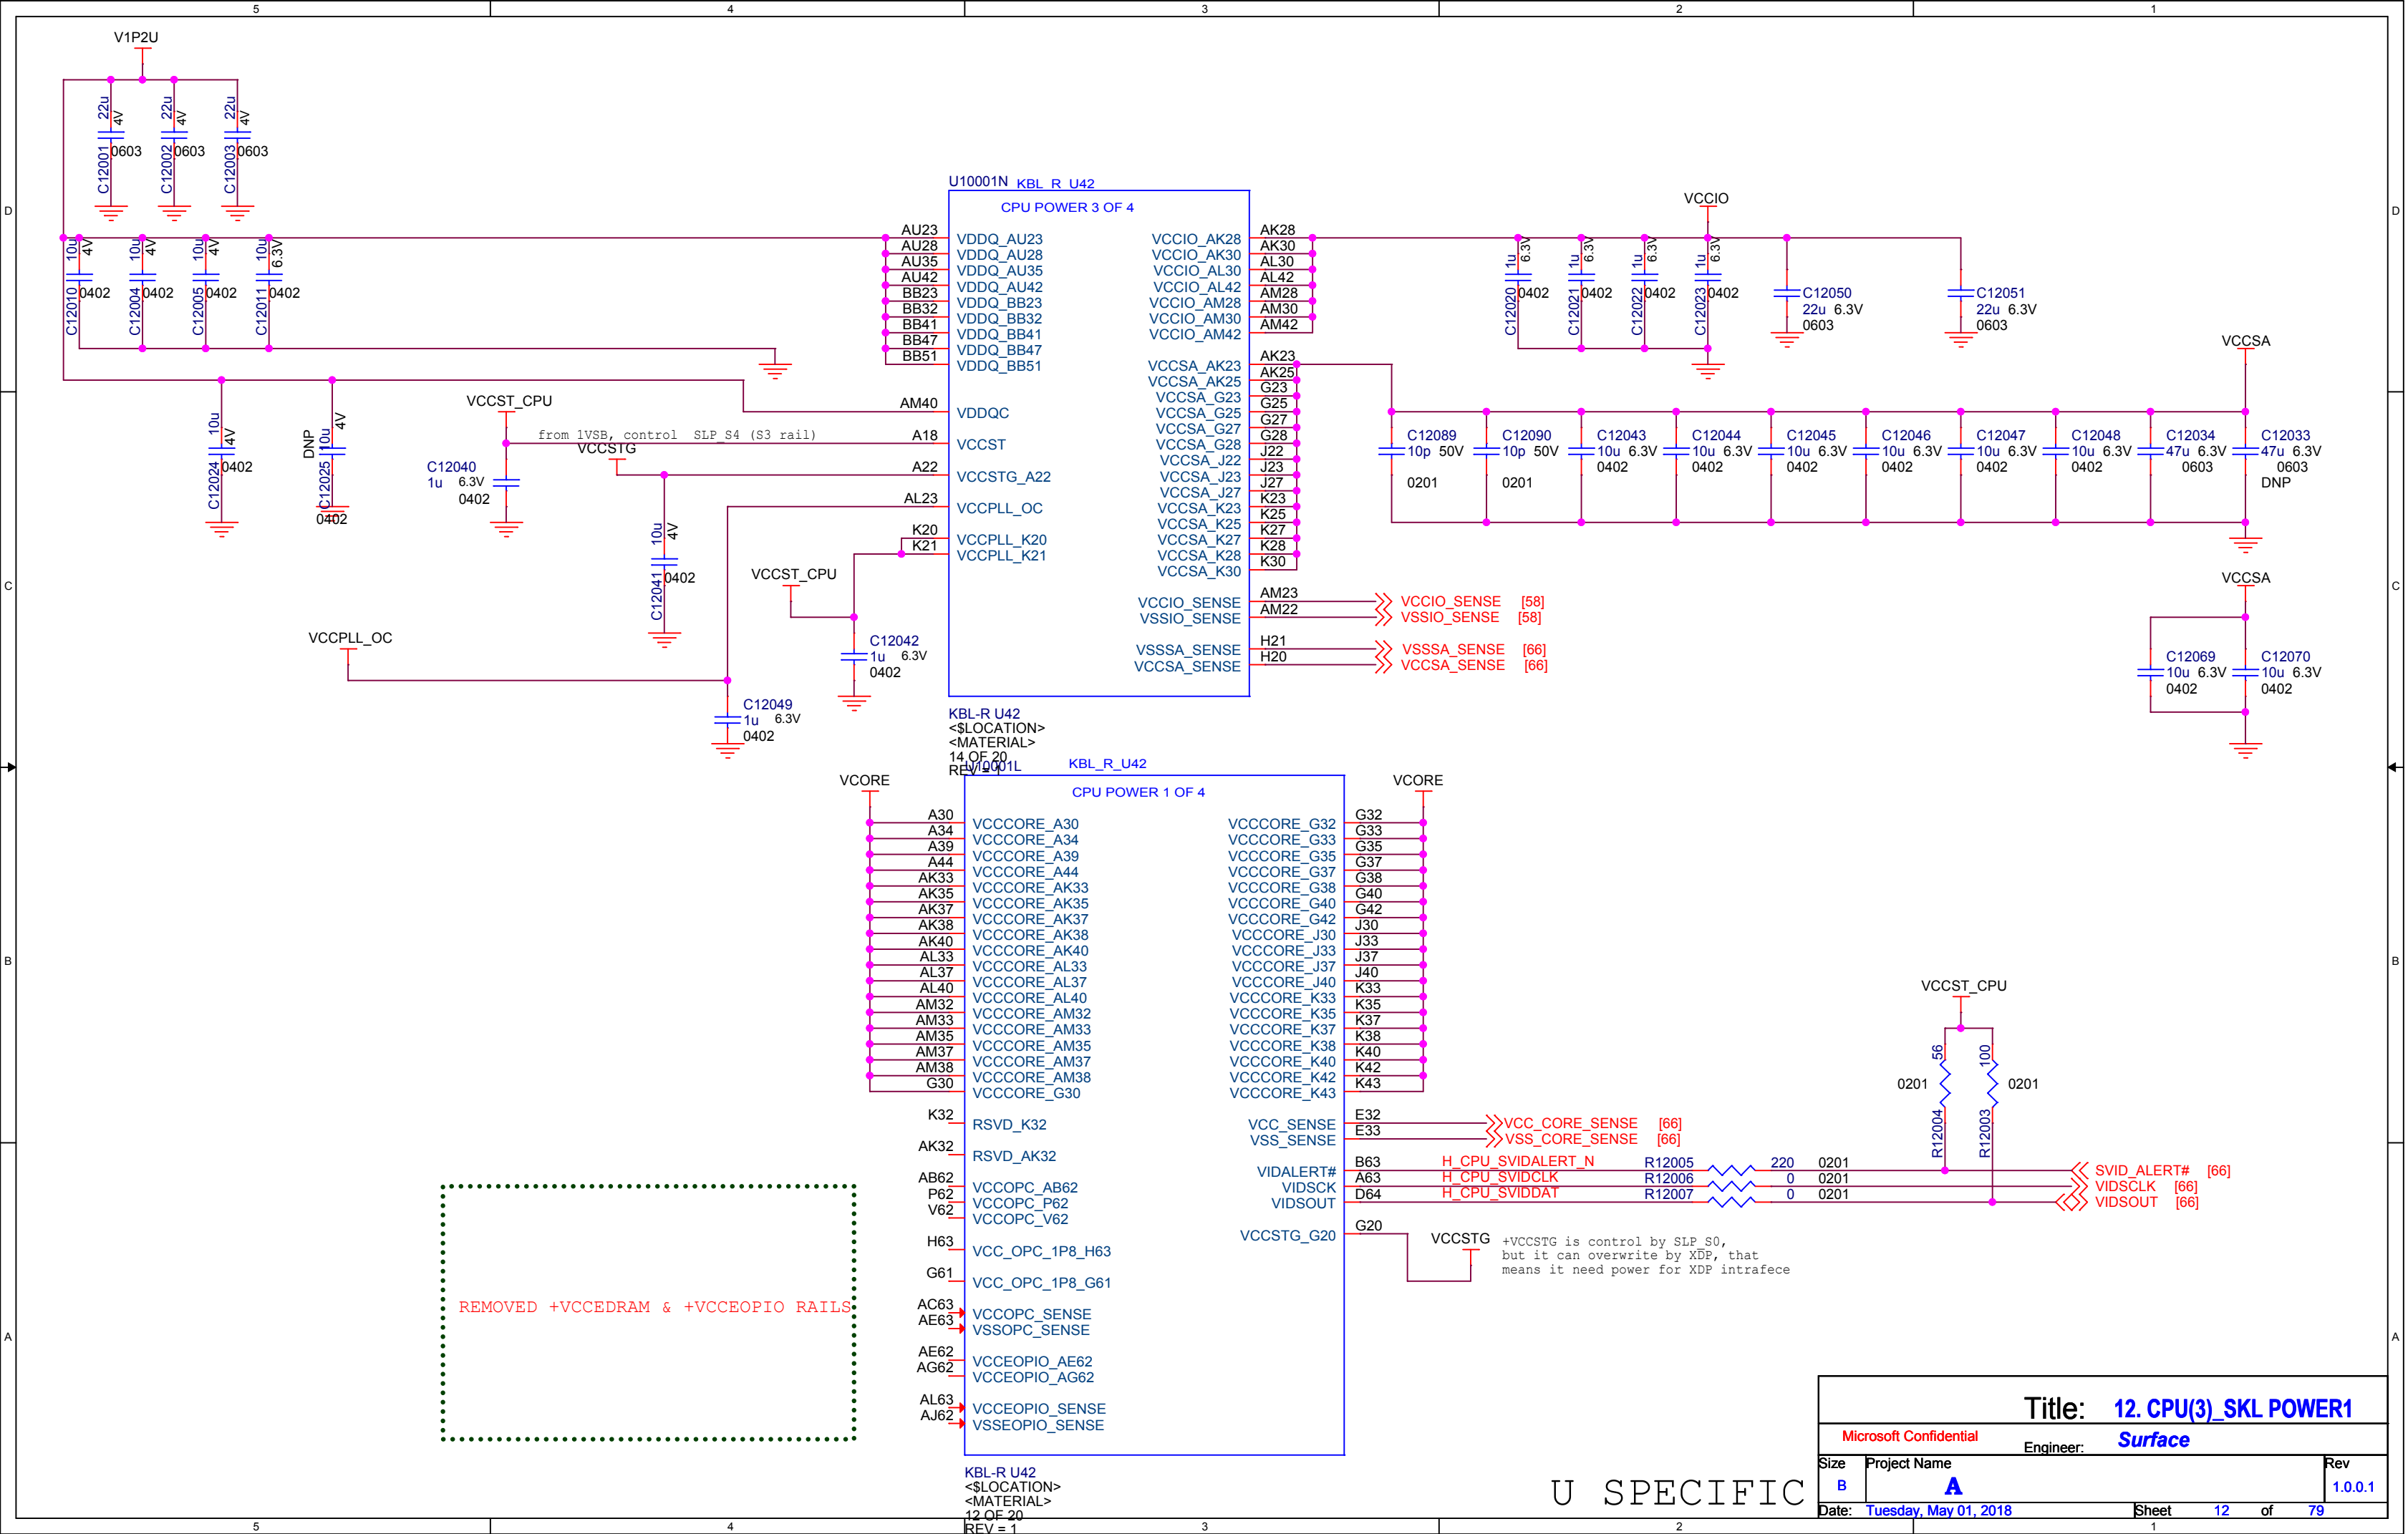 5 4 3 2 1
V1P2U
22u 4V C12001 0603
22u 4V C12002 0603
22u 4V C12003 0603
10u 4V C12010 0402
10u 4V C12004 0402
10u 4V C12005 0402
10u 6.3V C12011 0402
10u 4V C12024 0402
DNP 10u 4V C12025 0402
VCCST_CPU
from 1VSB, control SLP_S4 (S3 rail)
VCCSTG
C12040
1u 6.3V
0402
10u 4V C12041 0402
VCCST_CPU
C12042
1u 6.3V
0402
VCCPLL_OC
C12049
1u 6.3V
0402
U10001N KBL_R_U42
CPU POWER 3 OF 4
AU23 VDDQ_AU23
AU28 VDDQ_AU28
AU35 VDDQ_AU35
AU42 VDDQ_AU42
BB23 VDDQ_BB23
BB32 VDDQ_BB32
BB41 VDDQ_BB41
BB47 VDDQ_BB47
BB51 VDDQ_BB51
AM40 VDDQC
A18 VCCST
A22 VCCSTG_A22
AL23 VCCPLL_OC
K20 VCCPLL_K20
K21 VCCPLL_K21
VCCIO_AK28 AK28
VCCIO_AK30 AK30
VCCIO_AL30 AL30
VCCIO_AL42 AL42
VCCIO_AM28 AM28
VCCIO_AM30 AM30
VCCIO_AM42 AM42
VCCSA_AK23 AK23
VCCSA_AK25 AK25
VCCSA_G23 G23
VCCSA_G25 G25
VCCSA_G27 G27
VCCSA_G28 G28
VCCSA_J22 J22
VCCSA_J23 J23
VCCSA_J27 J27
VCCSA_K23 K23
VCCSA_K25 K25
VCCSA_K27 K27
VCCSA_K28 K28
VCCSA_K30 K30
VCCIO_SENSE AM23 VCCIO_SENSE [58]
VSSIO_SENSE AM22 VSSIO_SENSE [58]
VSSSA_SENSE H21 VSSSA_SENSE [66]
VCCSA_SENSE H20 VCCSA_SENSE [66]
KBL-R U42
<$LOCATION>
<MATERIAL>
14 OF 20
REV = 1
VCCIO
1u 6.3V C12020 0402
1u 6.3V C12021 0402
1u 6.3V C12022 0402
1u 6.3V C12023 0402
C12050
22u 6.3V
0603
C12051
22u 6.3V
0603
VCCSA
C12089 10p 50V 0201
C12090 10p 50V 0201
C12043 10u 6.3V 0402
C12044 10u 6.3V 0402
C12045 10u 6.3V 0402
C12046 10u 6.3V 0402
C12047 10u 6.3V 0402
C12048 10u 6.3V 0402
C12034 47u 6.3V 0603
C12033 47u 6.3V 0603 DNP
VCCSA
C12069 10u 6.3V 0402
C12070 10u 6.3V 0402
U10001L KBL_R_U42
CPU POWER 1 OF 4
VCORE VCORE
A30 VCCCORE_A30
A34 VCCCORE_A34
A39 VCCCORE_A39
A44 VCCCORE_A44
AK33 VCCCORE_AK33
AK35 VCCCORE_AK35
AK37 VCCCORE_AK37
AK38 VCCCORE_AK38
AK40 VCCCORE_AK40
AL33 VCCCORE_AL33
AL37 VCCCORE_AL37
AL40 VCCCORE_AL40
AM32 VCCCORE_AM32
AM33 VCCCORE_AM33
AM35 VCCCORE_AM35
AM37 VCCCORE_AM37
AM38 VCCCORE_AM38
G30 VCCCORE_G30
K32 RSVD_K32
AK32 RSVD_AK32
AB62 VCCOPC_AB62
P62 VCCOPC_P62
V62 VCCOPC_V62
H63 VCC_OPC_1P8_H63
G61 VCC_OPC_1P8_G61
AC63 VCCOPC_SENSE
AE63 VSSOPC_SENSE
AE62 VCCEOPIO_AE62
AG62 VCCEOPIO_AG62
AL63 VCCEOPIO_SENSE
AJ62 VSSEOPIO_SENSE
VCCCORE_G32 G32
VCCCORE_G33 G33
VCCCORE_G35 G35
VCCCORE_G37 G37
VCCCORE_G38 G38
VCCCORE_G40 G40
VCCCORE_G42 G42
VCCCORE_J30 J30
VCCCORE_J33 J33
VCCCORE_J37 J37
VCCCORE_J40 J40
VCCCORE_K33 K33
VCCCORE_K35 K35
VCCCORE_K37 K37
VCCCORE_K38 K38
VCCCORE_K40 K40
VCCCORE_K42 K42
VCCCORE_K43 K43
VCC_SENSE E32 VCC_CORE_SENSE [66]
VSS_SENSE E33 VSS_CORE_SENSE [66]
VIDALERT# B63 H_CPU_SVIDALERT_N R12005 220 0201 SVID_ALERT# [66]
VIDSCK A63 H_CPU_SVIDCLK R12006 0 0201 VIDSCLK [66]
VIDSOUT D64 H_CPU_SVIDDAT R12007 0 0201 VIDSOUT [66]
VCCSTG_G20 G20
VCCSTG
+VCCSTG is control by SLP_S0,
but it can overwrite by XDP, that
means it need power for XDP intrafece
VCCST_CPU
56 0201 R12004
100 0201 R12003
REMOVED +VCCEDRAM & +VCCEOPIO RAILS
KBL-R U42
<$LOCATION>
<MATERIAL>
12 OF 20
REV = 1
U SPECIFIC
Title: 12. CPU(3)_SKL POWER1
Microsoft Confidential Engineer: Surface
Size B Project Name A Rev 1.0.0.1
Date: Tuesday, May 01, 2018 Sheet 12 of 79
D C B A
D C B A
5 4 3 2 1